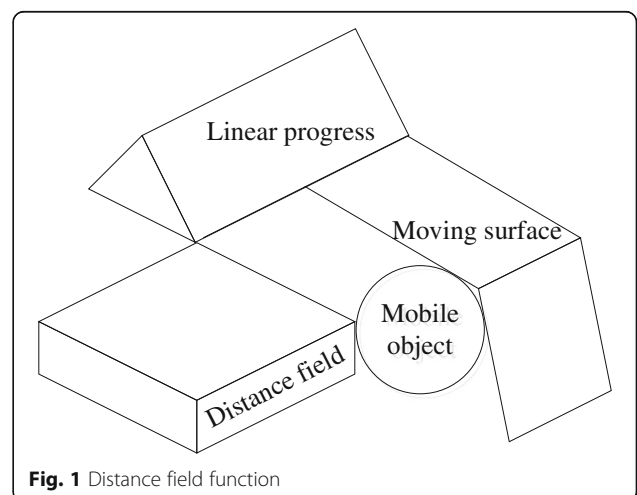 Linear progress
Moving surface
Mobile
object
Distance field
Fig. 1 Distance field function